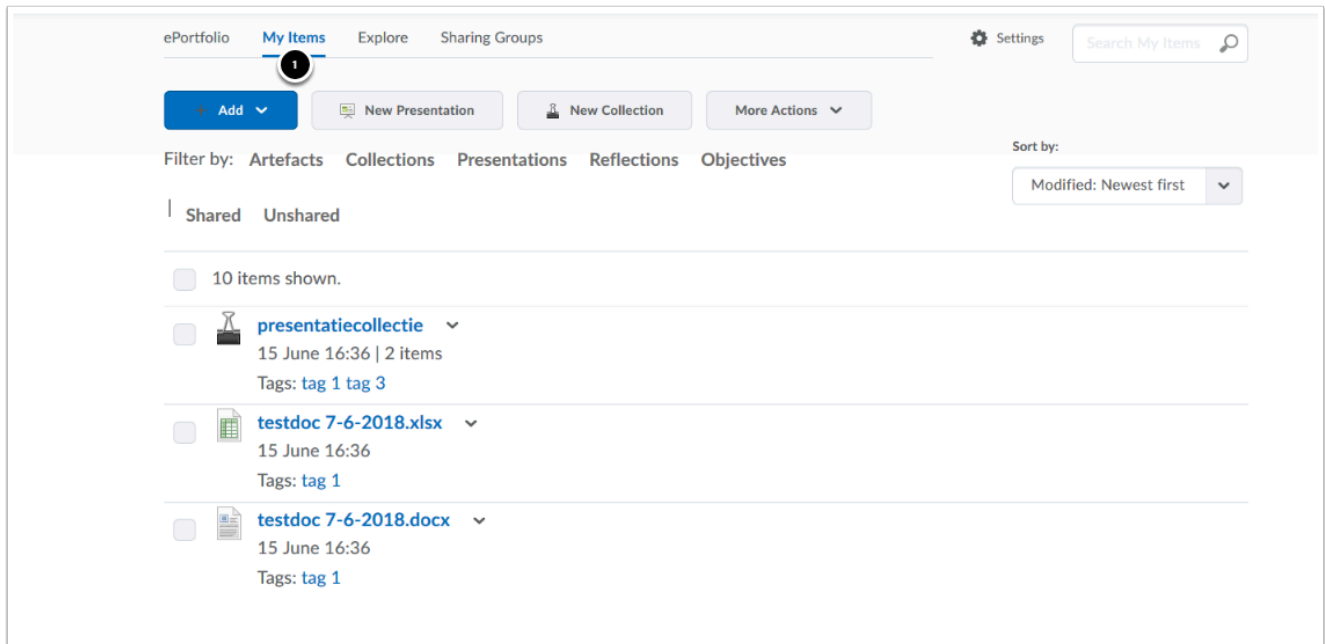 ePortfolio My Items Explore Sharing Groups Settings Search My Items
1
Add New Presentation New Collection More Actions
Filter by: Artefacts Collections Presentations Reflections Objectives
Sort by:
Modified: Newest first
| Shared Unshared
10 items shown.
presentatiecollectie
15 June 16:36 | 2 items
Tags: tag 1 tag 3
testdoc 7-6-2018.xlsx
15 June 16:36
Tags: tag 1
testdoc 7-6-2018.docx
15 June 16:36
Tags: tag 1